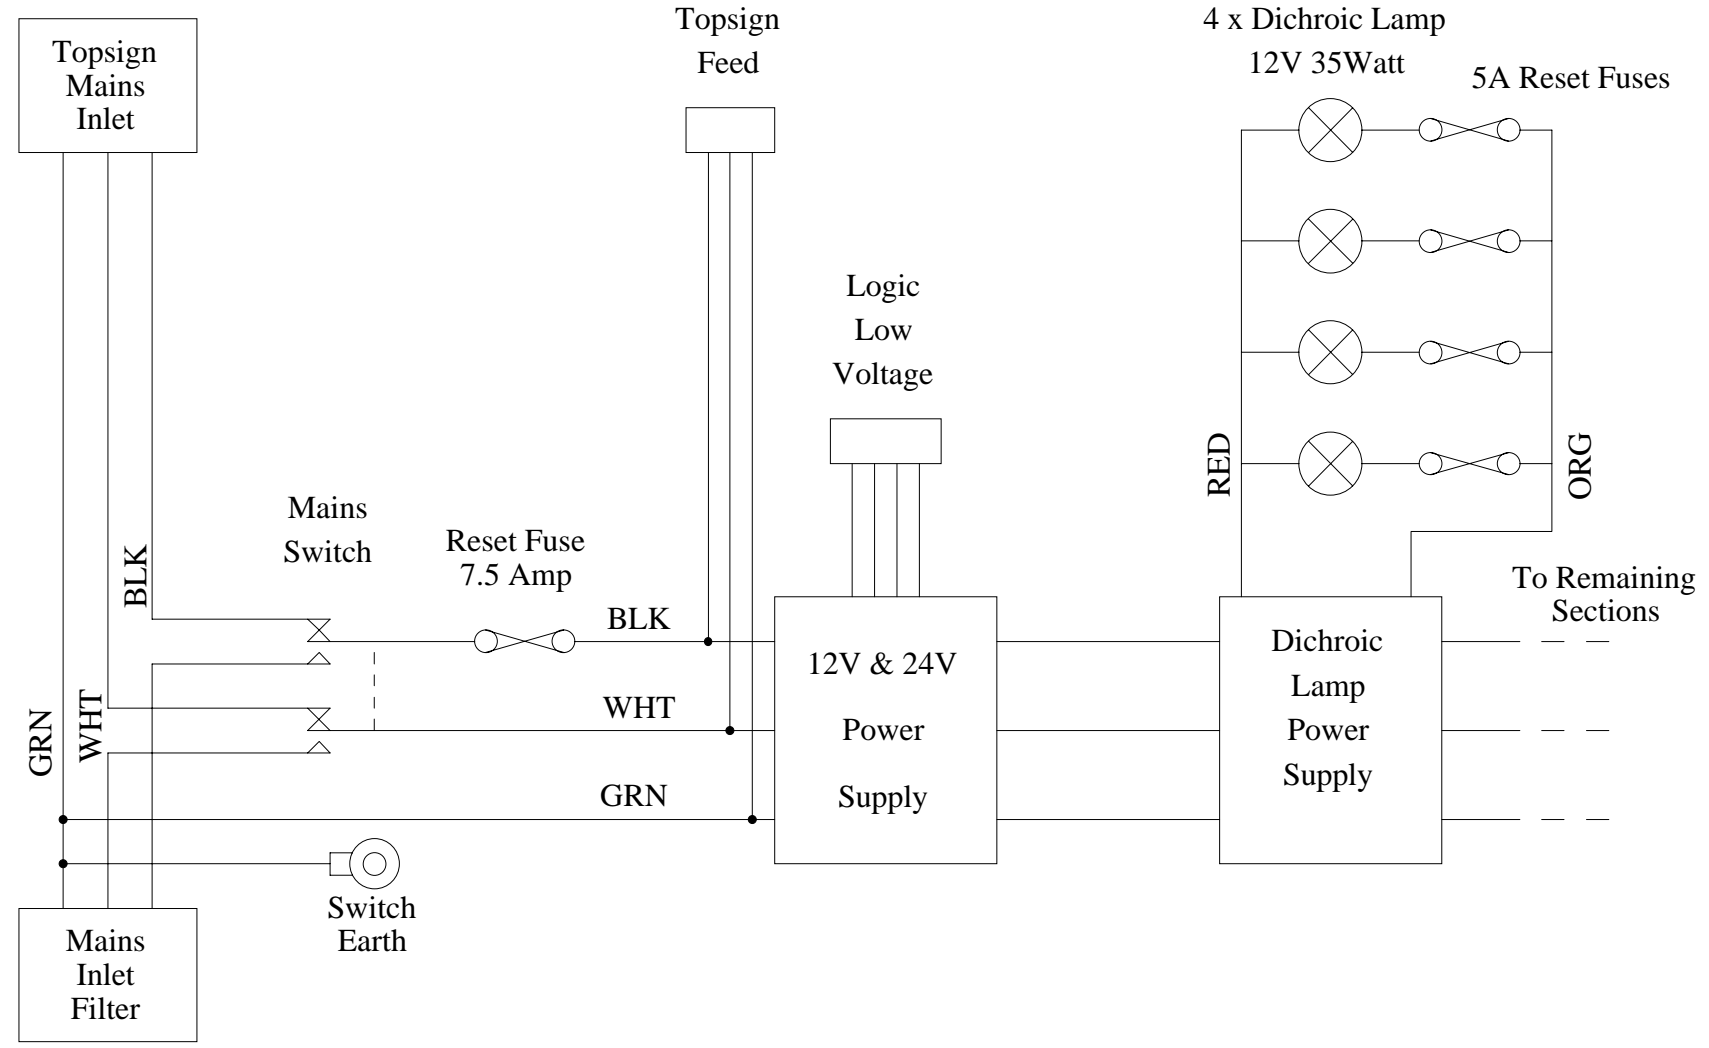 Topsign
Mains
Inlet
Topsign
Feed
4 x Dichroic Lamp
12V 35Watt
5A Reset Fuses
Logic
Low
Voltage
RED
ORG
Mains
Switch
Reset Fuse
7.5 Amp
BLK
BLK
WHT
GRN
GRN
WHT
12V & 24V
Power
Supply
Dichroic
Lamp
Power
Supply
To Remaining
Sections
Switch
Earth
Mains
Inlet
Filter